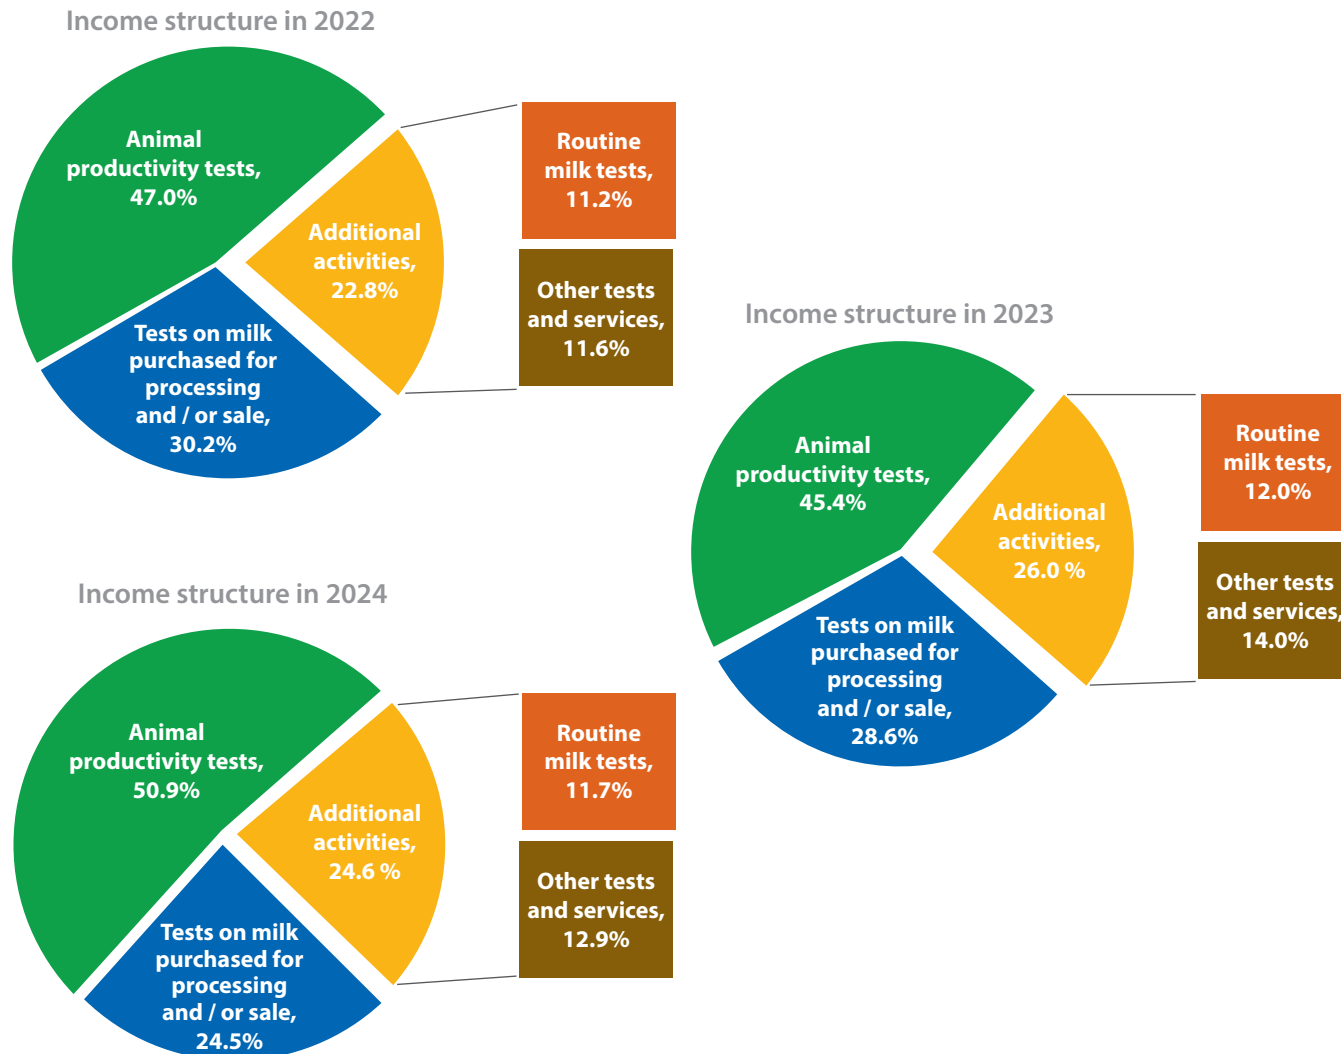 Income structure in 2022
Animal
productivity tests,
47.0%
Additional
activities,
22.8%
Tests on milk
purchased for
processing
and / or sale,
30.2%
Routine
milk tests,
11.2%
Other tests
and services,
11.6%
Income structure in 2023
Animal
productivity tests,
45.4%
Additional
activities,
26.0 %
Tests on milk
purchased for
processing
and / or sale,
28.6%
Routine
milk tests,
12.0%
Other tests
and services,
14.0%
Income structure in 2024
Animal
productivity tests,
50.9%
Additional
activities,
24.6 %
Tests on milk
purchased for
processing
and / or sale,
24.5%
Routine
milk tests,
11.7%
Other tests
and services,
12.9%